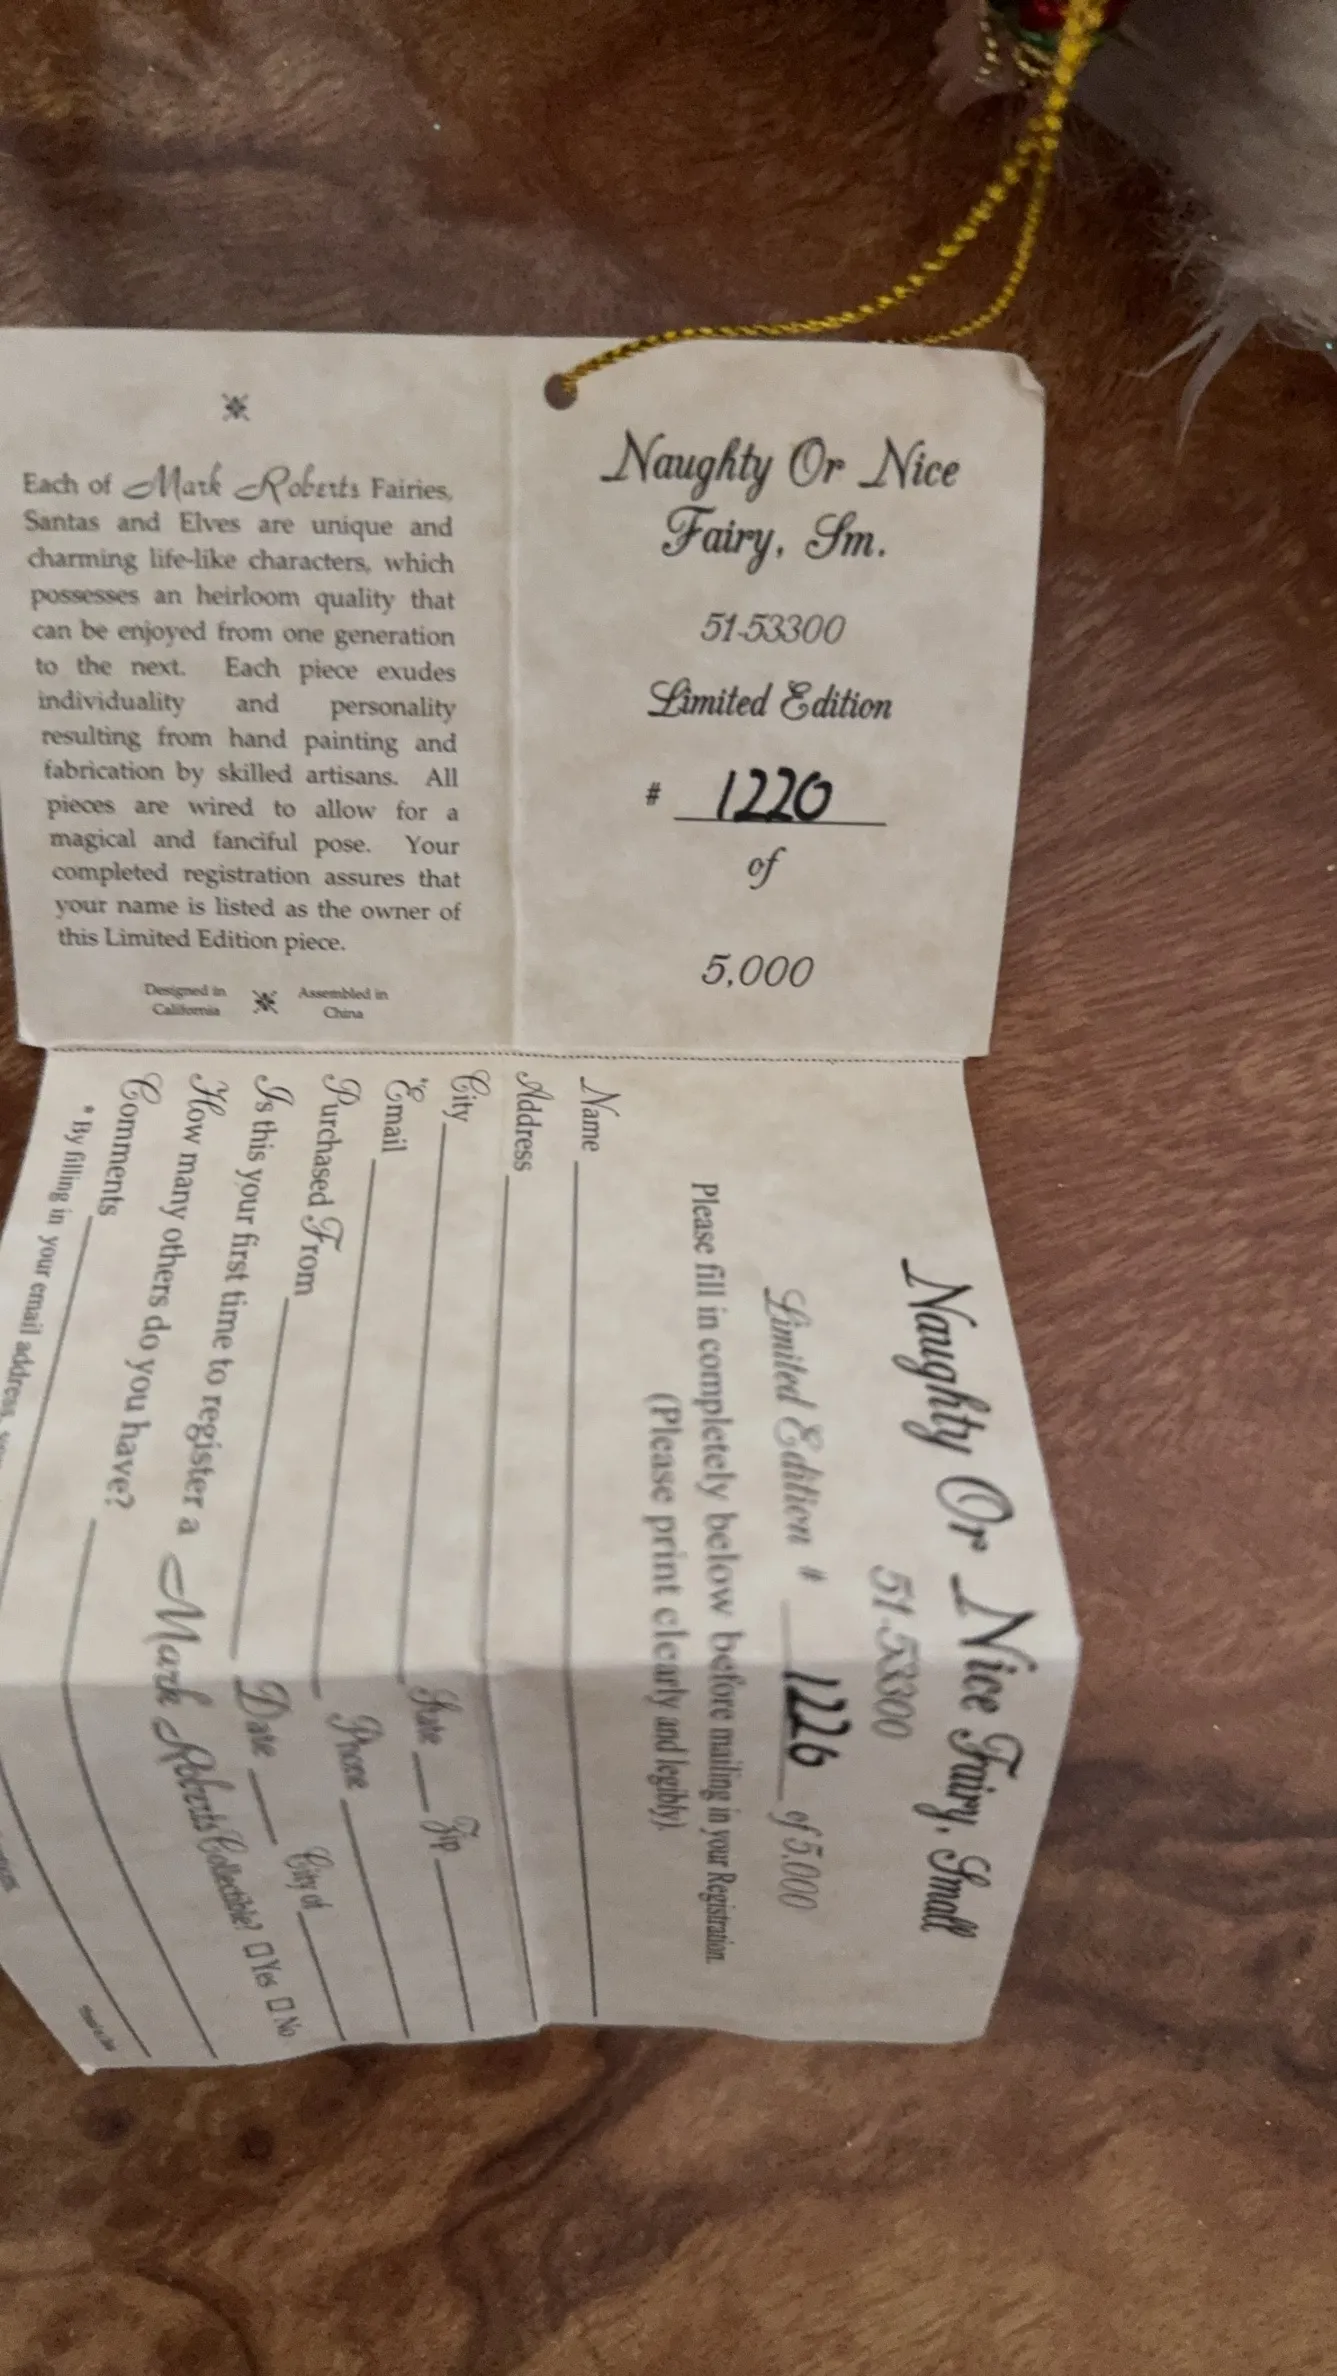 Each of Mark Roberts Fairies,
Santas and Elves are unique and
charming life-like characters, which
possesses an heirloom quality that
can be enjoyed from one generation
to the next. Each piece exudes
individuality and personality
resulting from hand painting and
fabrication by skilled artisans. All
pieces are wired to allow for a
magical and fanciful pose. Your
completed registration assures that
your name is listed as the owner of
this Limited Edition piece.
Designed in
California
Assembled in
China
Naughty Or Nice
Fairy, Sm.
51-53300
Limited Edition
# 1220
of
5,000
Naughty Or Nice Fairy, Small
51-53300
Limited Edition # 1226 of 5,000
Please fill in completely below before mailing in your Registration.
(Please print clearly and legibly).
Name
Address
City State Zip
*Email Phone
Purchased From Date City of
Is this your first time to register a Mark Roberts Collectible? Yes No
How many others do you have?
Comments
* By filling in your email address,